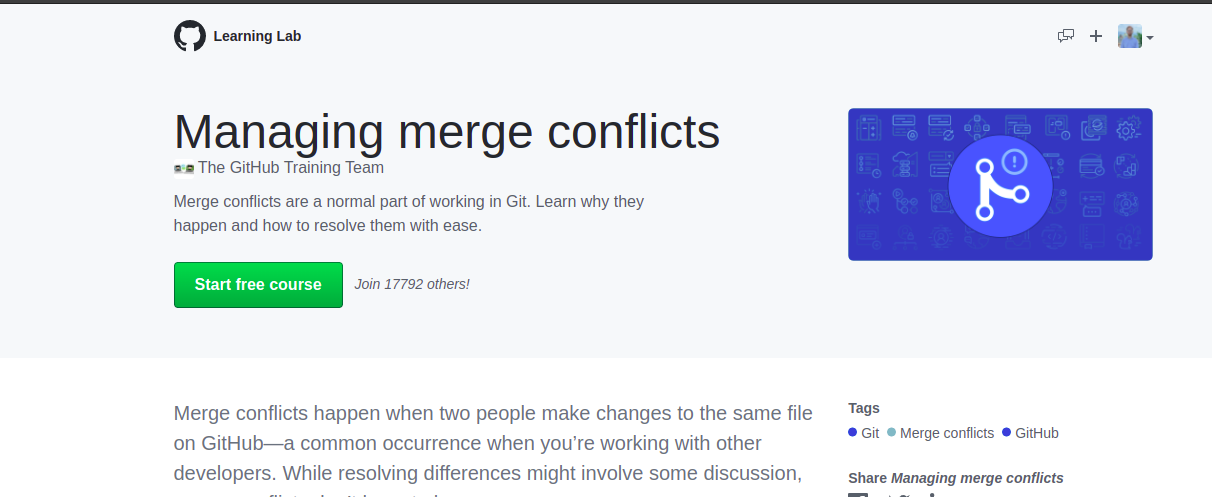 Learning Lab
Managing merge conflicts
The GitHub Training Team
Merge conflicts are a normal part of working in Git. Learn why they
happen and how to resolve them with ease.
Start free course
Join 17792 others!
Merge conflicts happen when two people make changes to the same file
on GitHub—a common occurrence when you’re working with other
developers. While resolving differences might involve some discussion,
Tags
Git
Merge conflicts
GitHub
Share Managing merge conflicts